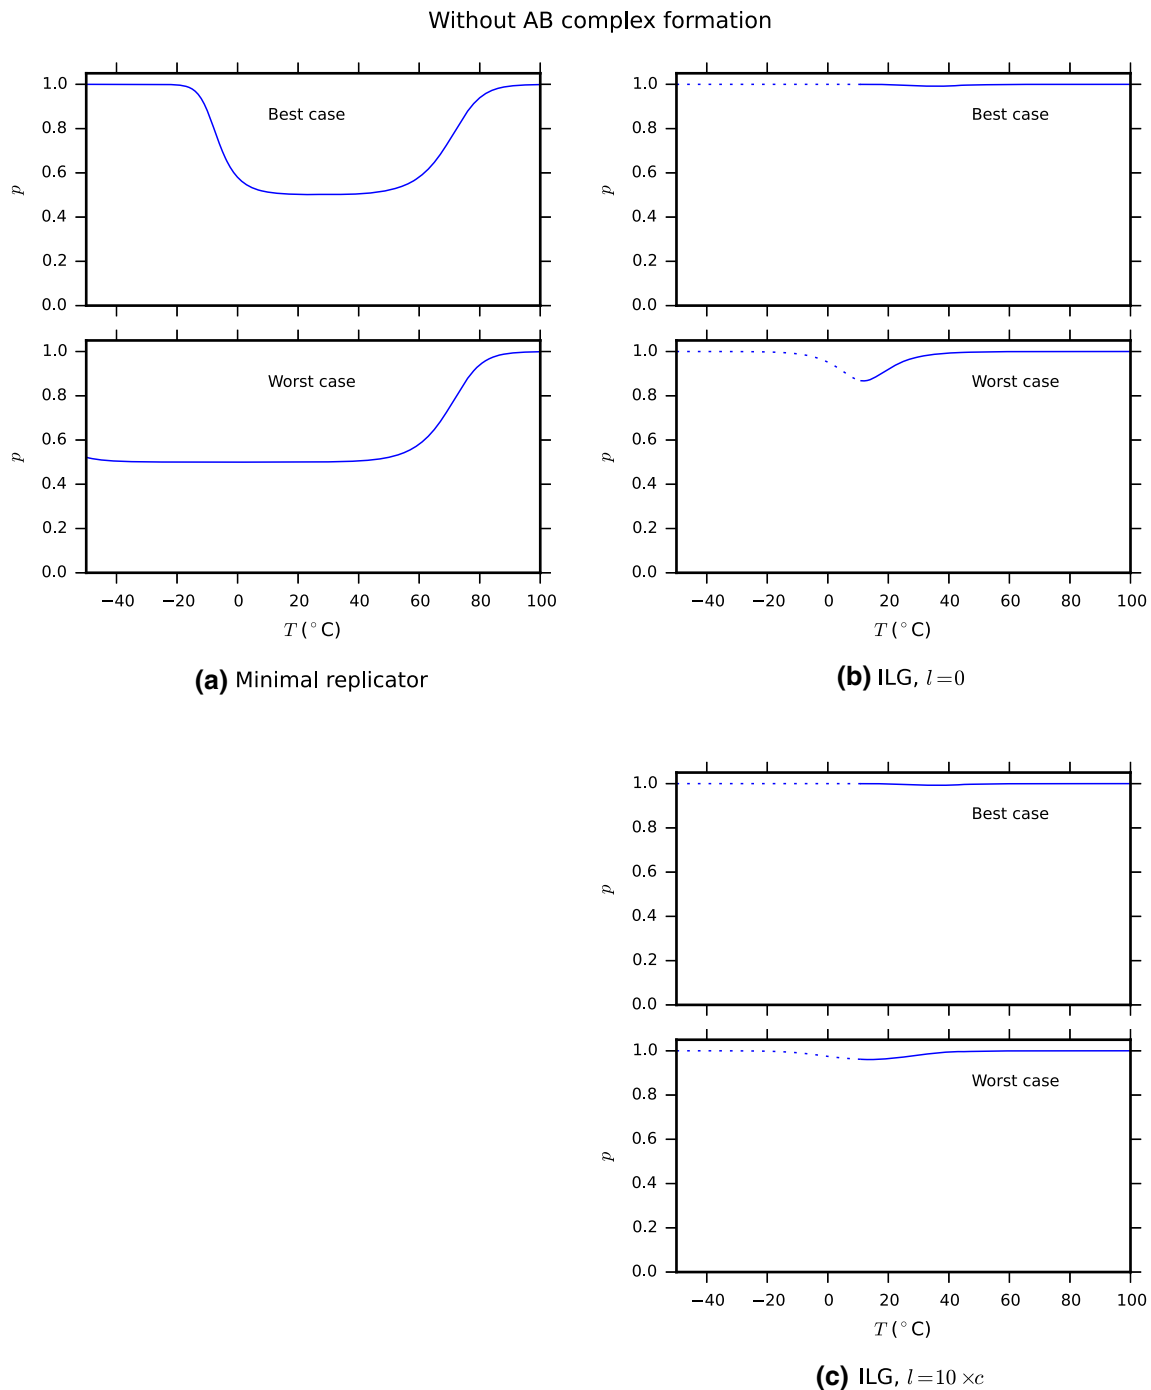 Without AB complex formation
1.0
0.8
0.6
0.4
0.2
0.0
p
Best case
1.0
0.8
0.6
0.4
0.2
0.0
p
Worst case
−40 −20 0 20 40 60 80 100
T (°C)
(a) Minimal replicator
1.0
0.8
0.6
0.4
0.2
0.0
p
Best case
1.0
0.8
0.6
0.4
0.2
0.0
p
Worst case
−40 −20 0 20 40 60 80 100
T (°C)
(b) ILG, l=0
1.0
0.8
0.6
0.4
0.2
0.0
p
Best case
1.0
0.8
0.6
0.4
0.2
0.0
p
Worst case
−40 −20 0 20 40 60 80 100
T (°C)
(c) ILG, l=10 ×c